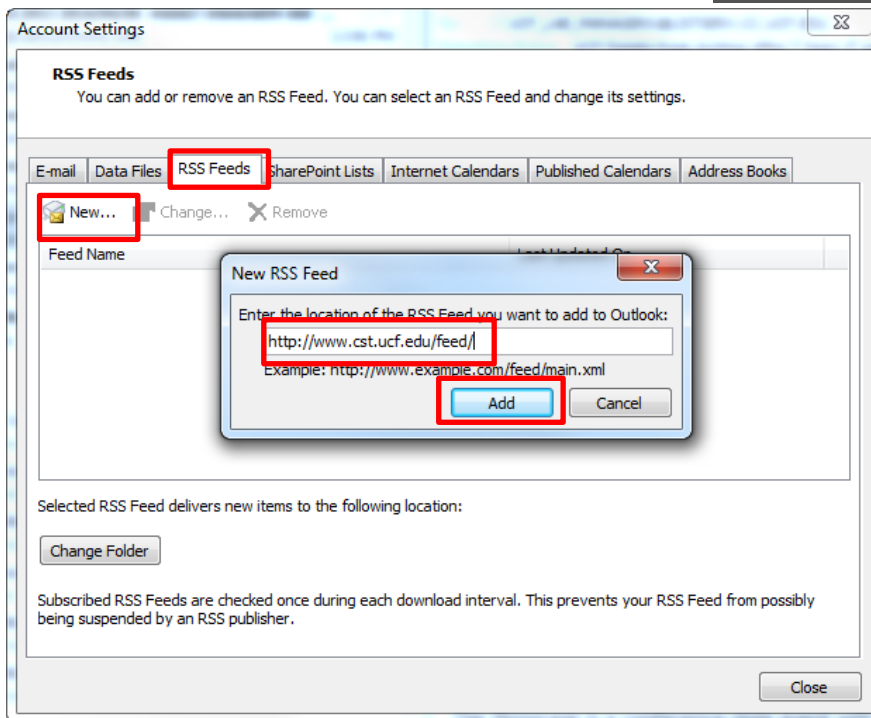 Account Settings
RSS Feeds
You can add or remove an RSS Feed. You can select an RSS Feed and change its settings.
E-mail Data Files RSS Feeds SharePoint Lists Internet Calendars Published Calendars Address Books
New... Change... Remove
Feed Name Last Updated On
New RSS Feed
Enter the location of the RSS Feed you want to add to Outlook:
http://www.cst.ucf.edu/feed/
Example: http://www.example.com/feed/main.xml
Add Cancel
Selected RSS Feed delivers new items to the following location:
Change Folder
Subscribed RSS Feeds are checked once during each download interval. This prevents your RSS Feed from possibly
being suspended by an RSS publisher.
Close